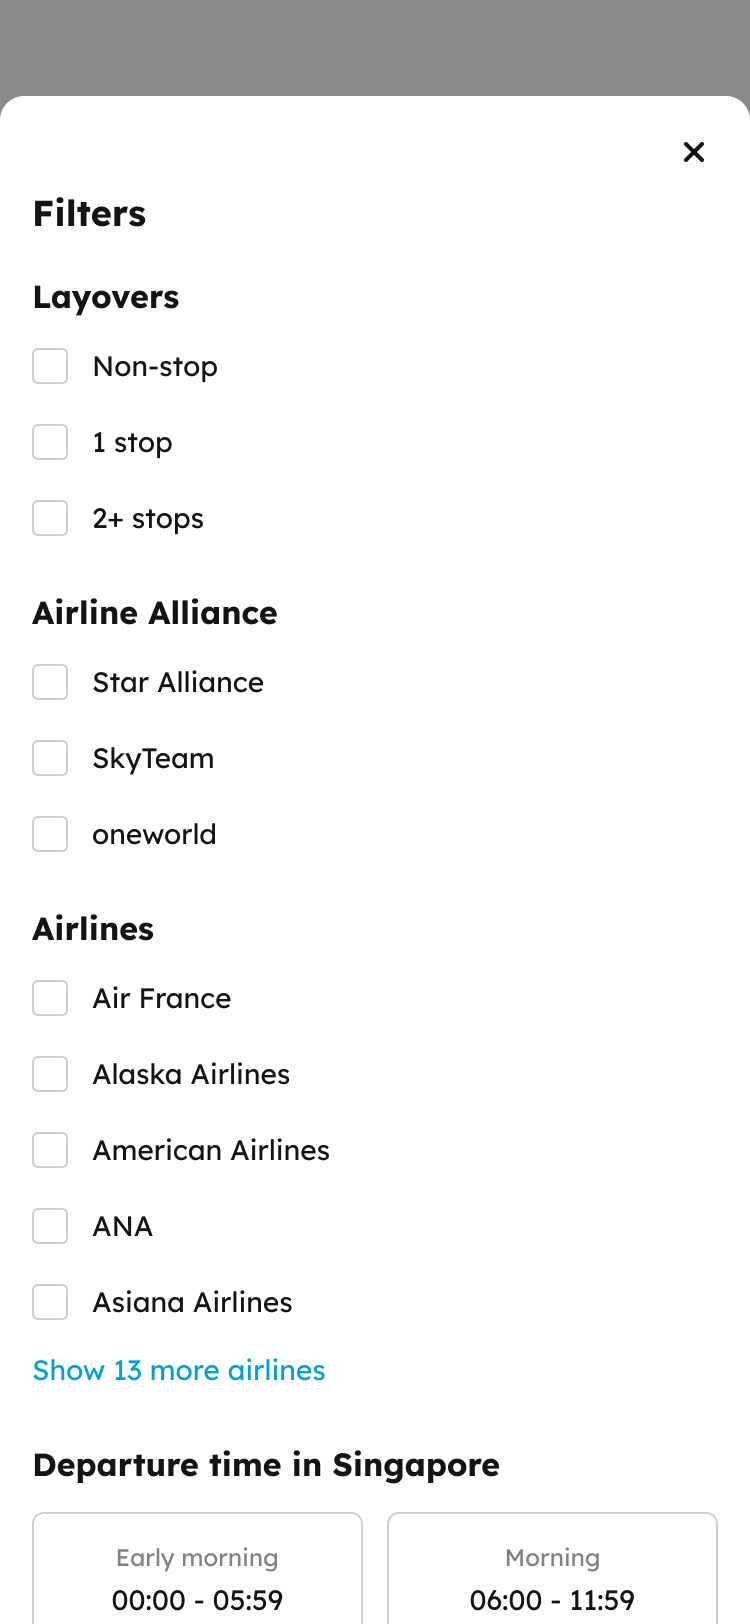 Filters
Layovers
Non-stop
1 stop
2+ stops
Airline Alliance
Star Alliance
SkyTeam
oneworld
Airlines
Air France
Alaska Airlines
American Airlines
ANA
Asiana Airlines
Show 13 more airlines
Departure time in Singapore
Early morning
00:00 - 05:59
Morning
06:00 - 11:59